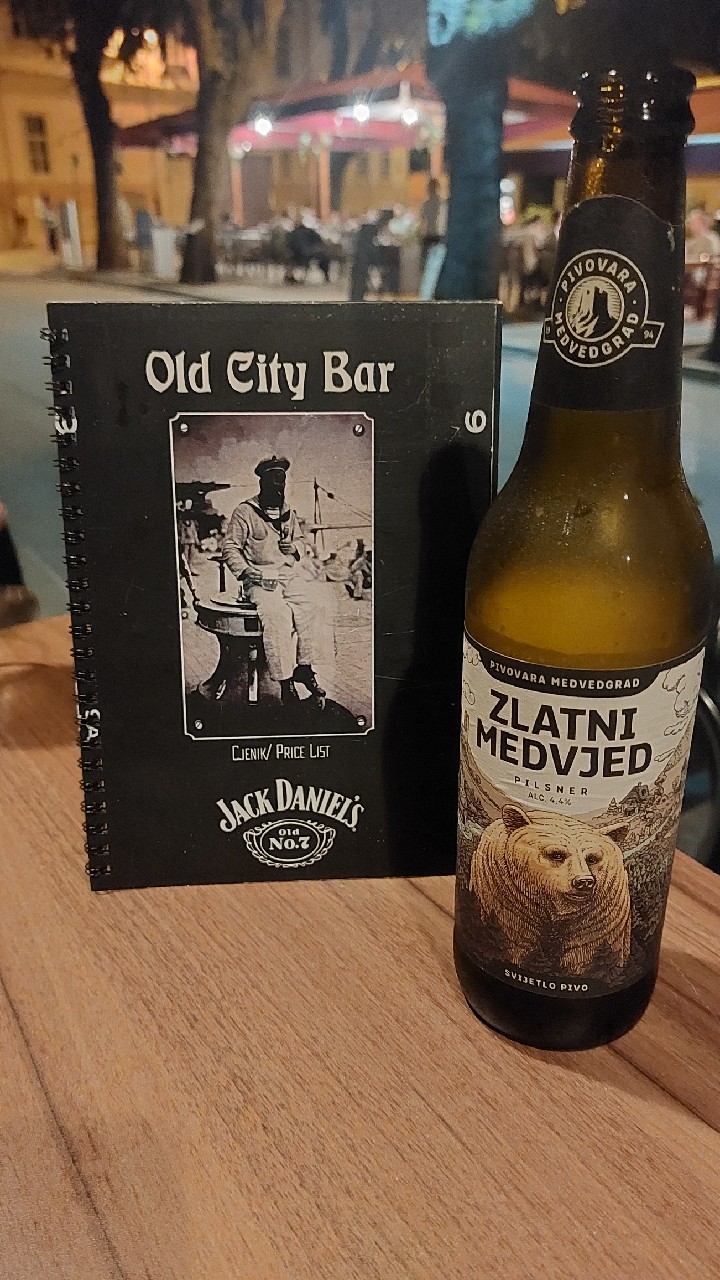 Old City Bar
6
CJENIK/ PRICE LIST
JACK DANIEL'S
Old
No.7
PIVOVARA
MEDVEDGRAD
94
PIVOVARA MEDVEDGRAD
ZLATNI
MEDVJED
PILSNER
ALC. 4,4%
SVIJETLO PIVO